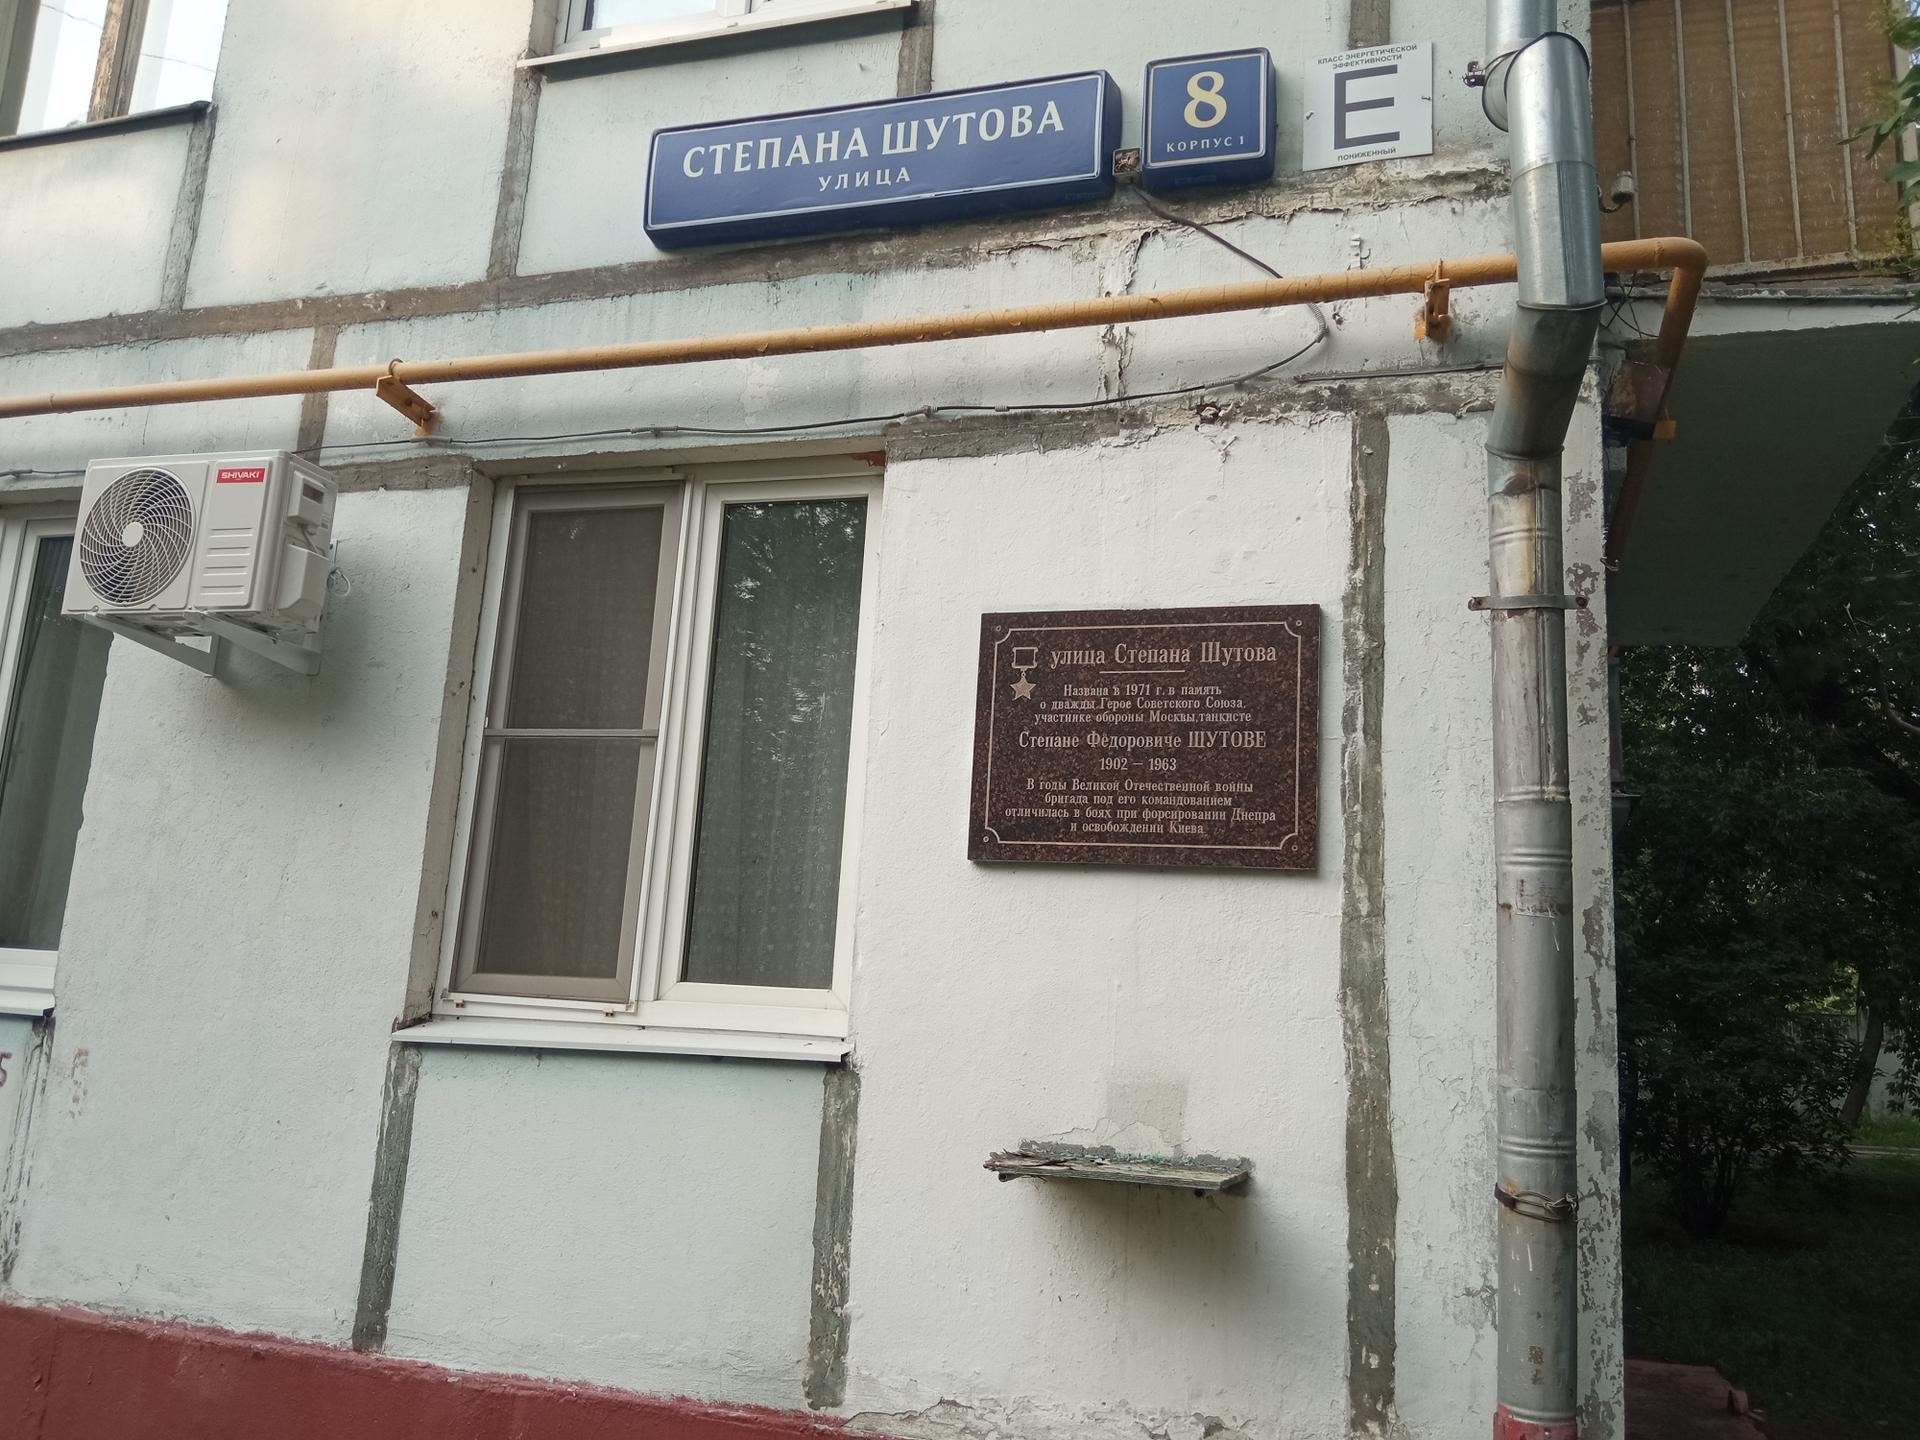 СТЕПАНА ШУТОВА
УЛИЦА
8
КОРПУС 1
КЛАСС ЭНЕРГЕТИЧЕСКОЙ
ЭФФЕКТИВНОСТИ
E
ПОНИЖЕННЫЙ
SHIVAKI
улица Степана Шутова
Названа в 1971 г. в память
о дважды Герое Советского Союза,
участнике обороны Москвы, танкисте
Степане Фёдоровиче ШУТОВЕ
1902 — 1963
В годы Великой Отечественной войны
бригада под его командованием
отличилась в боях при форсировании Днепра
и освобождении Киева